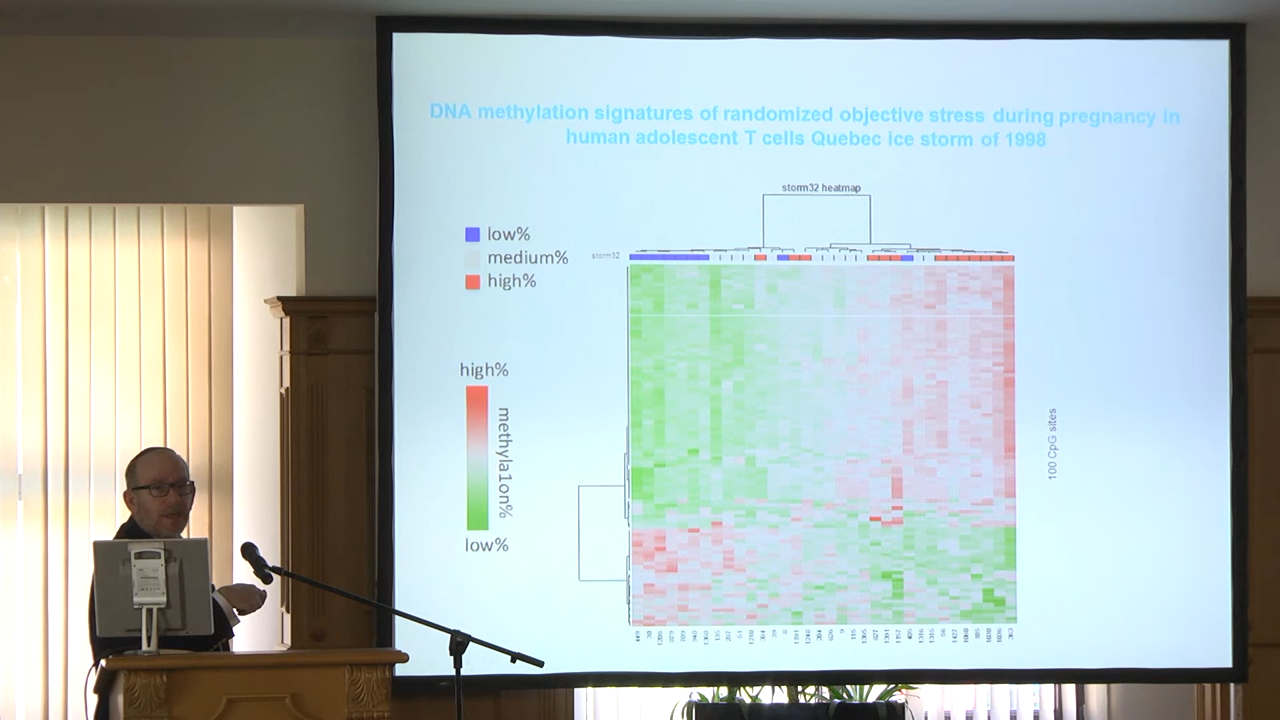 DNA methylation signatures of randomized objective stress during pregnancy in
human adolescent T cells Quebec ice storm of 1998
storm32 heatmap
low%
medium%
high%
storm32
high%
methyla1on%
low%
100 CpG sites